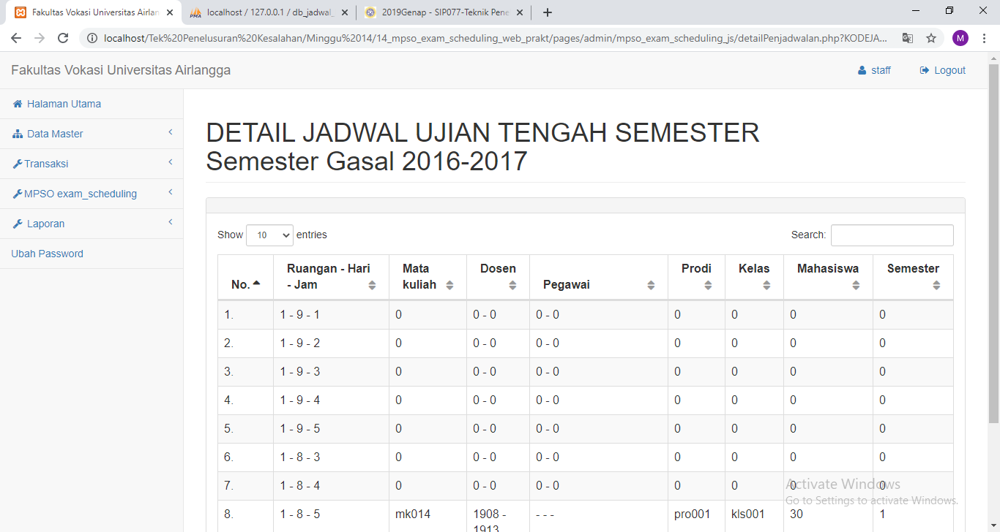 Fakultas Vokasi Universitas Airlan
localhost / 127.0.0.1 / db_jadwal_
2019Genap - SIP077-Teknik Pene
localhost/Tek%20Penelusuran%20Kesalahan/Minggu%2014/14_mpso_exam_scheduling_web_prakt/pages/admin/mpso_exam_scheduling_js/detailPenjadwalan.php?KODEJA...
M
Fakultas Vokasi Universitas Airlangga
staff
Logout
Halaman Utama
Data Master
Transaksi
MPSO exam_scheduling
Laporan
Ubah Password
DETAIL JADWAL UJIAN TENGAH SEMESTER
Semester Gasal 2016-2017
Show 10 entries
Search:
No. Ruangan - Hari - Jam Mata kuliah Dosen Pegawai Prodi Kelas Mahasiswa Semester
1. 1 - 9 - 1 0 0 - 0 0 - 0 0 0 0 0
2. 1 - 9 - 2 0 0 - 0 0 - 0 0 0 0 0
3. 1 - 9 - 3 0 0 - 0 0 - 0 0 0 0 0
4. 1 - 9 - 4 0 0 - 0 0 - 0 0 0 0 0
5. 1 - 9 - 5 0 0 - 0 0 - 0 0 0 0 0
6. 1 - 8 - 3 0 0 - 0 0 - 0 0 0 0 0
7. 1 - 8 - 4 0 0 - 0 0 - 0 0 0 0 0
8. 1 - 8 - 5 mk014 1908 - 1913 - - - pro001 kls001 30 1
Activate Windows
Go to Settings to activate Windows.